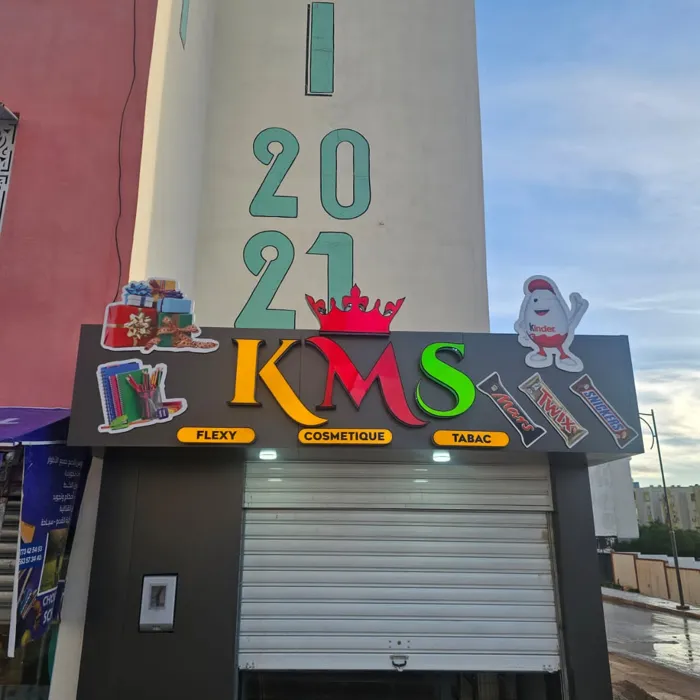 20
21
KMS
FLEXY
COSMETIQUE
TABAC
Kinder
Mars
TWIX
SNICKERS